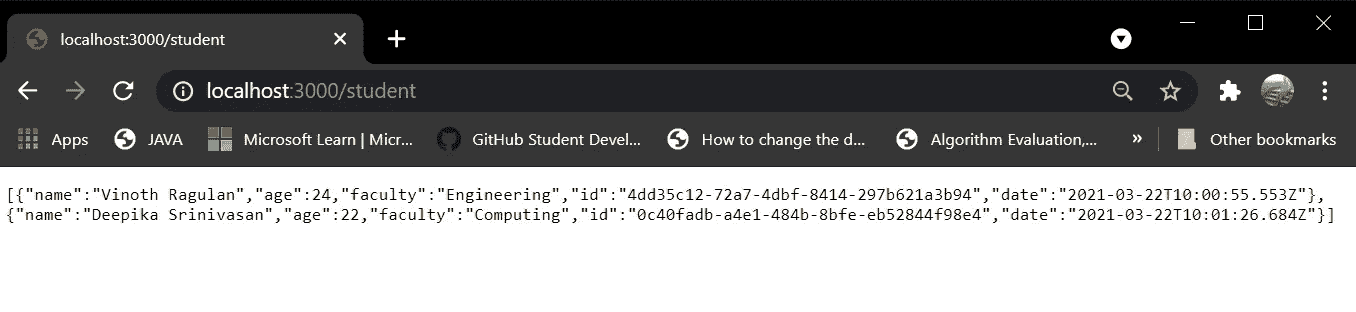 localhost:3000/student
localhost:3000/student
Apps JAVA Microsoft Learn | Micr... GitHub Student Devel... How to change the d... Algorithm Evaluation,... » Other bookmarks
[{"name":"Vinoth Ragulan","age":24,"faculty":"Engineering","id":"4dd35c12-72a7-4dbf-8414-297b621a3b94","date":"2021-03-22T10:00:55.553Z"},
{"name":"Deepika Srinivasan","age":22,"faculty":"Computing","id":"0c40fadb-a4e1-484b-8bfe-eb52844f98e4","date":"2021-03-22T10:01:26.684Z"}]